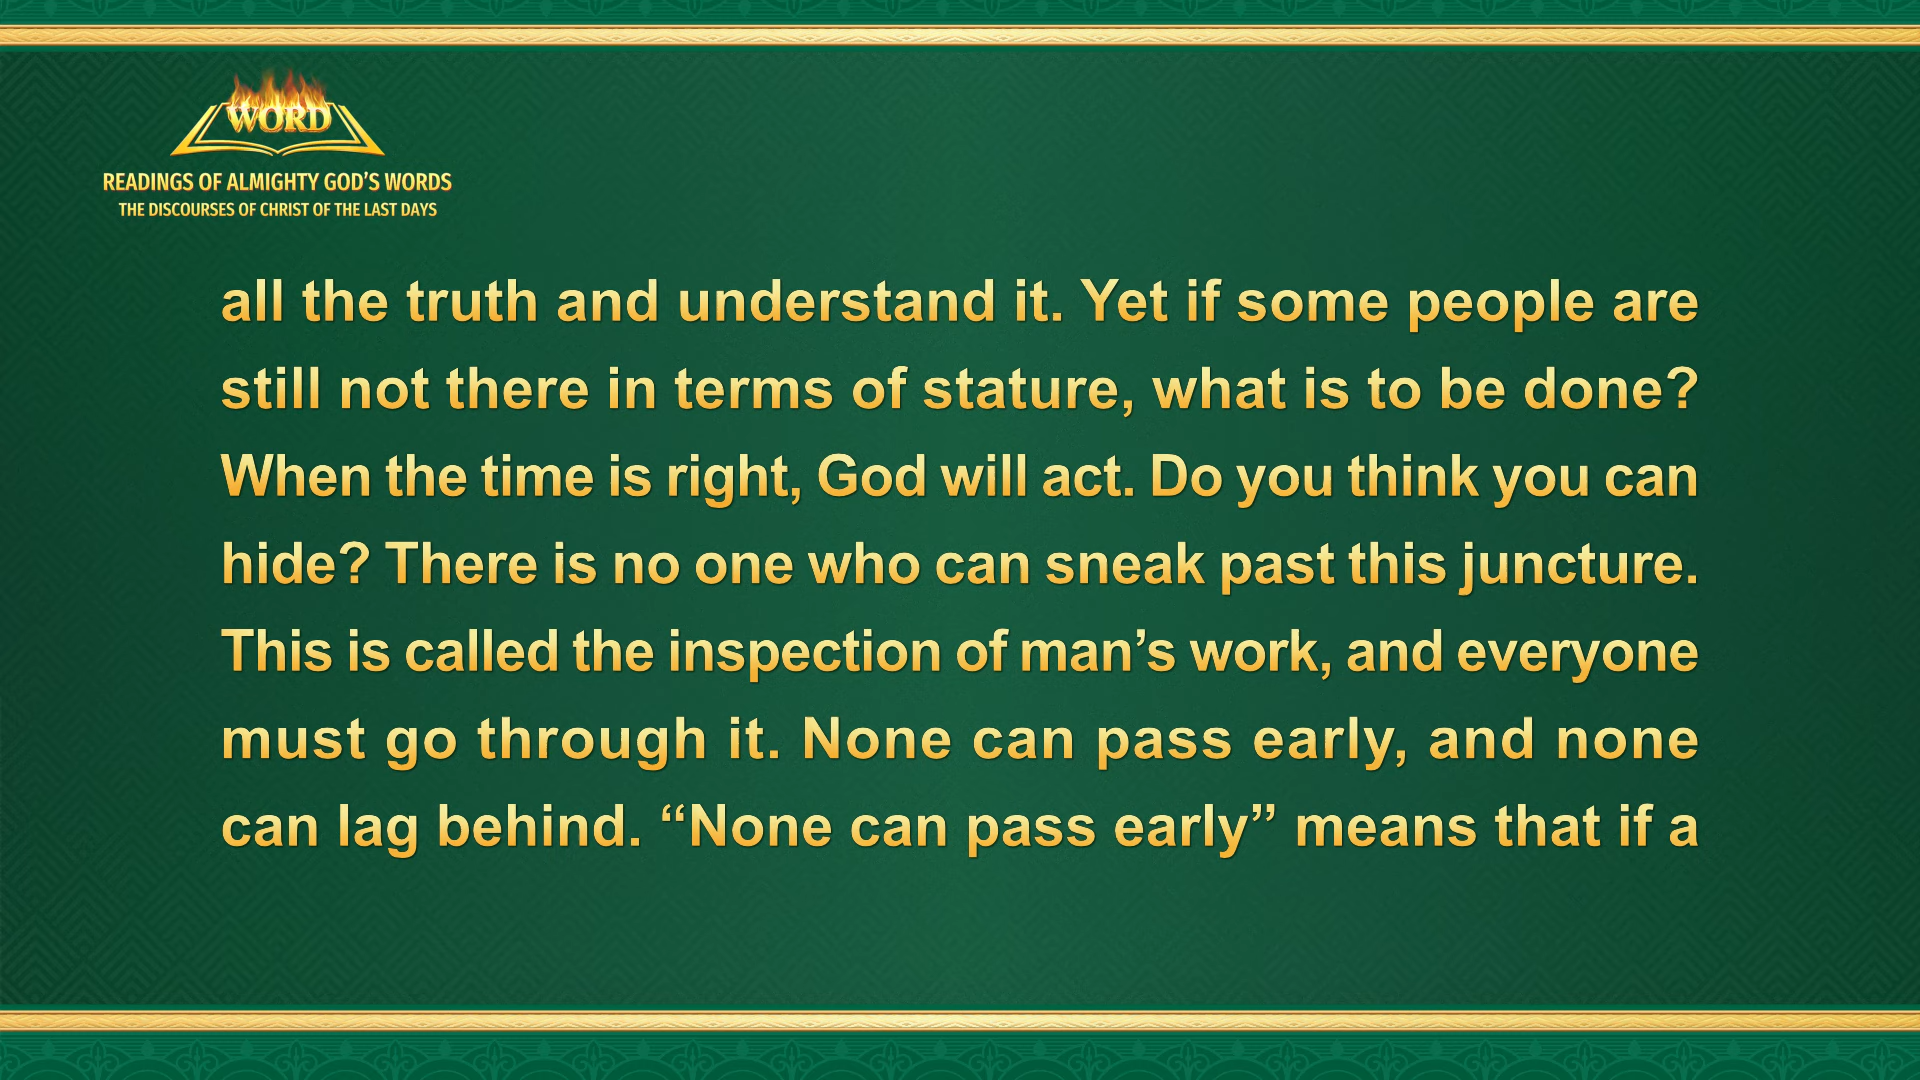 WORD
READINGS OF ALMIGHTY GOD’S WORDS
THE DISCOURSES OF CHRIST OF THE LAST DAYS
all the truth and understand it. Yet if some people are
still not there in terms of stature, what is to be done?
When the time is right, God will act. Do you think you can
hide? There is no one who can sneak past this juncture.
This is called the inspection of man’s work, and everyone
must go through it. None can pass early, and none
can lag behind. “None can pass early” means that if a